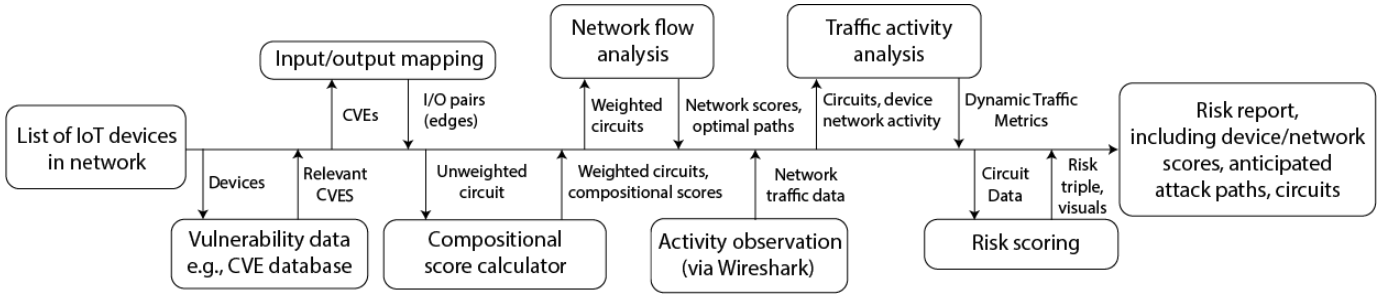 List of IoT devices
in network
Devices
Vulnerability data
e.g., CVE database
Relevant
CVES
Input/output mapping
CVEs
I/O pairs
(edges)
Unweighted
circuit
Compositional
score calculator
Weighted circuits,
compositional scores
Network flow
analysis
Weighted
circuits
Network scores,
optimal paths
Activity observation
(via Wireshark)
Network
traffic data
Traffic activity
analysis
Circuits, device
network activity
Dynamic Traffic
Metrics
Circuit
Data
Risk scoring
Risk
triple,
visuals
Risk report,
including device/network
scores, anticipated
attack paths, circuits